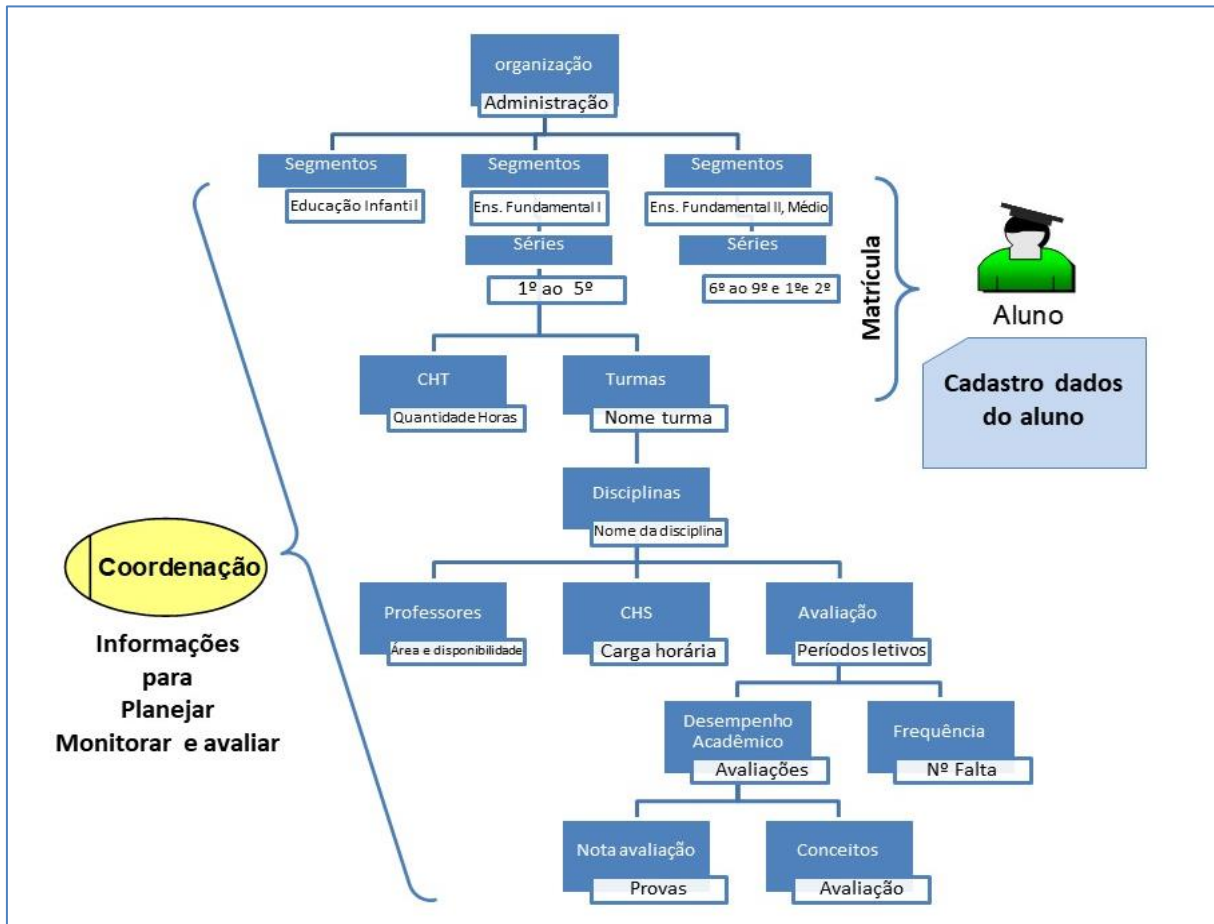 organização
Administração
Segmentos
Segmentos
Segmentos
Educação Infantil
Ens. Fundamental I
Ens. Fundamental II, Médio
Séries
Séries
1º ao 5º
6º ao 9º e 1ºe 2º
Matrícula
Aluno
Cadastro dados
do aluno
CHT
Turmas
Quantidade Horas
Nome turma
Disciplinas
Nome da disciplina
Coordenação
Informações
para
Planejar
Monitorar e avaliar
Professores
CHS
Avaliação
Área e disponibilidade
Carga horária
Períodos letivos
Desempenho
Acadêmico
Frequência
Avaliações
Nº Falta
Nota avaliação
Conceitos
Provas
Avaliação